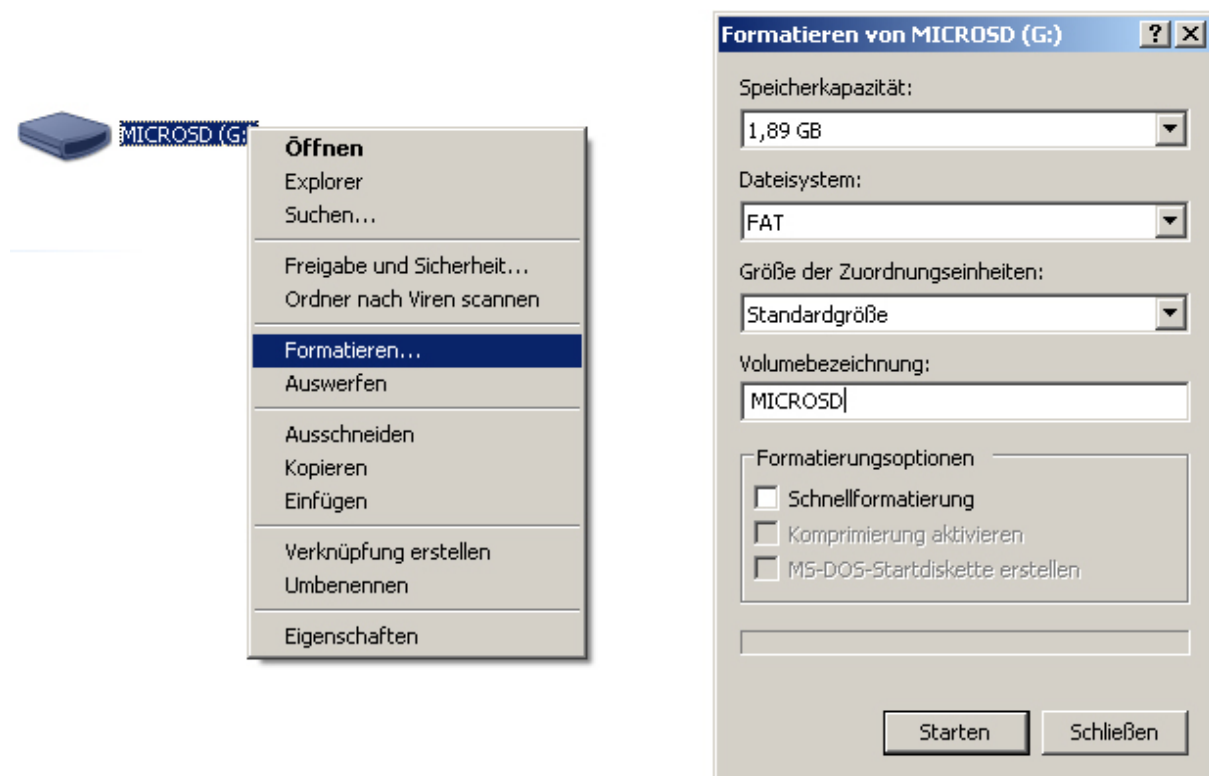 MICROSD (G:
Öffnen
Explorer
Suchen...
Freigabe und Sicherheit...
Ordner nach Viren scannen
Formatieren...
Auswerfen
Ausschneiden
Kopieren
Einfügen
Verknüpfung erstellen
Umbenennen
Eigenschaften
Formatieren von MICROSD (G:)
Speicherkapazität:
1,89 GB
Dateisystem:
FAT
Größe der Zuordnungseinheiten:
Standardgröße
Volumebezeichnung:
MICROSD
Formatierungsoptionen
Schnellformatierung
Komprimierung aktivieren
MS-DOS-Startdiskette erstellen
Starten Schließen